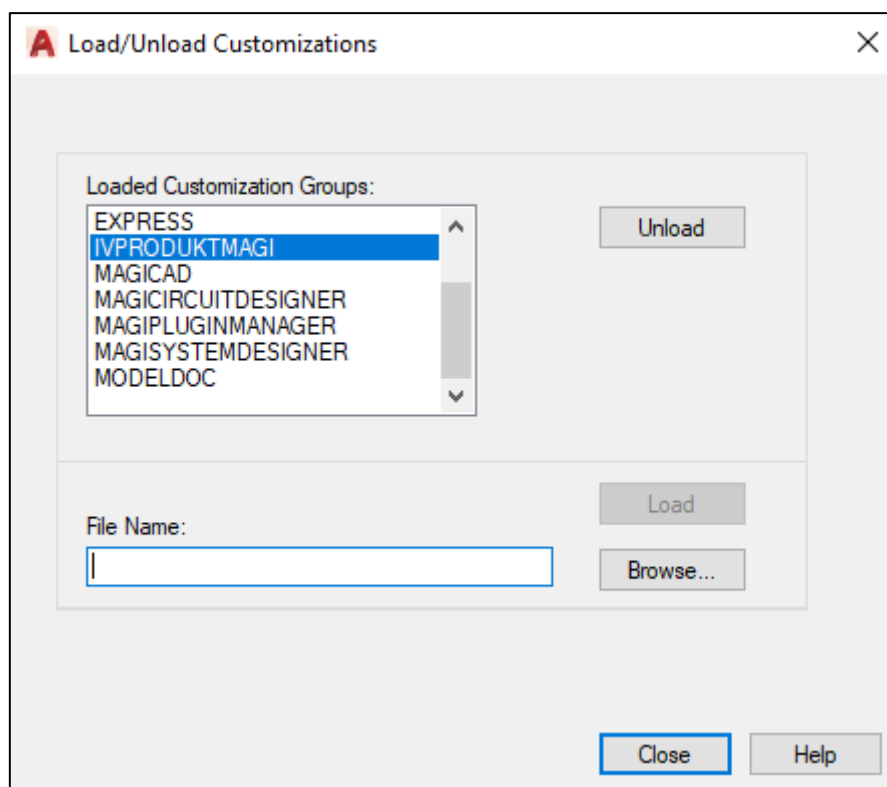 Load/Unload Customizations
Loaded Customization Groups:
EXPRESS
IVPRODUKTMAGI
MAGICAD
MAGICIRCUITDESIGNER
MAGIPLUGINMANAGER
MAGISYSTEMDESIGNER
MODELDOC
Unload
Load
File Name:
Browse...
Close
Help